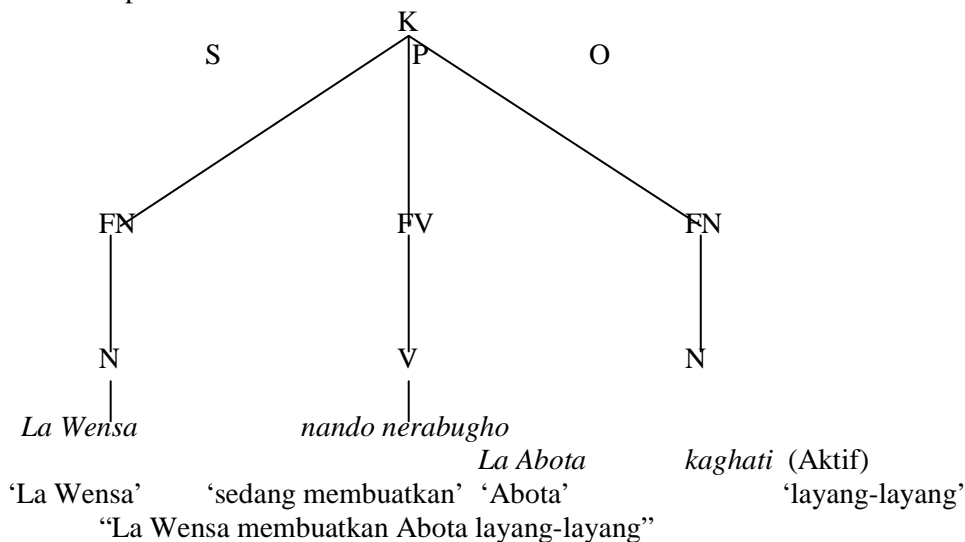 K
S P O
FN FV FN
N V N
La Wensa nando nerabugho
La Abota kaghati (Aktif)
‘La Wensa’ ‘sedang membuatkan’ ‘Abota’ ‘layang-layang’
“La Wensa membuatkan Abota layang-layang”